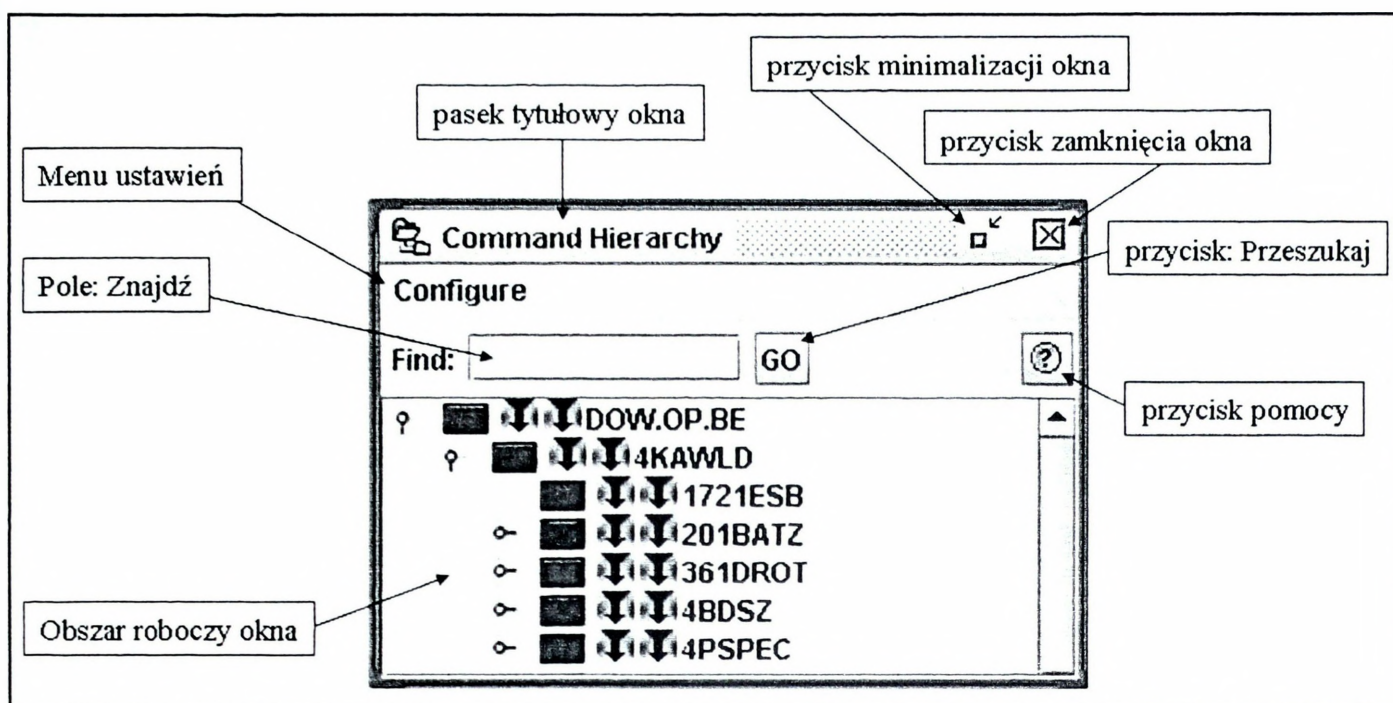 przycisk minimalizacji okna
pasek tytułowy okna
przycisk zamknięcia okna
Menu ustawień
Command Hierarchy
przycisk: Przeszukaj
Pole: Znajdź
Configure
Find:
GO
?
przycisk pomocy
DOW.OP.BE
4KAWLD
1721ESB
201BATZ
361DROT
Obszar roboczy okna
4BDSZ
4PSPEC